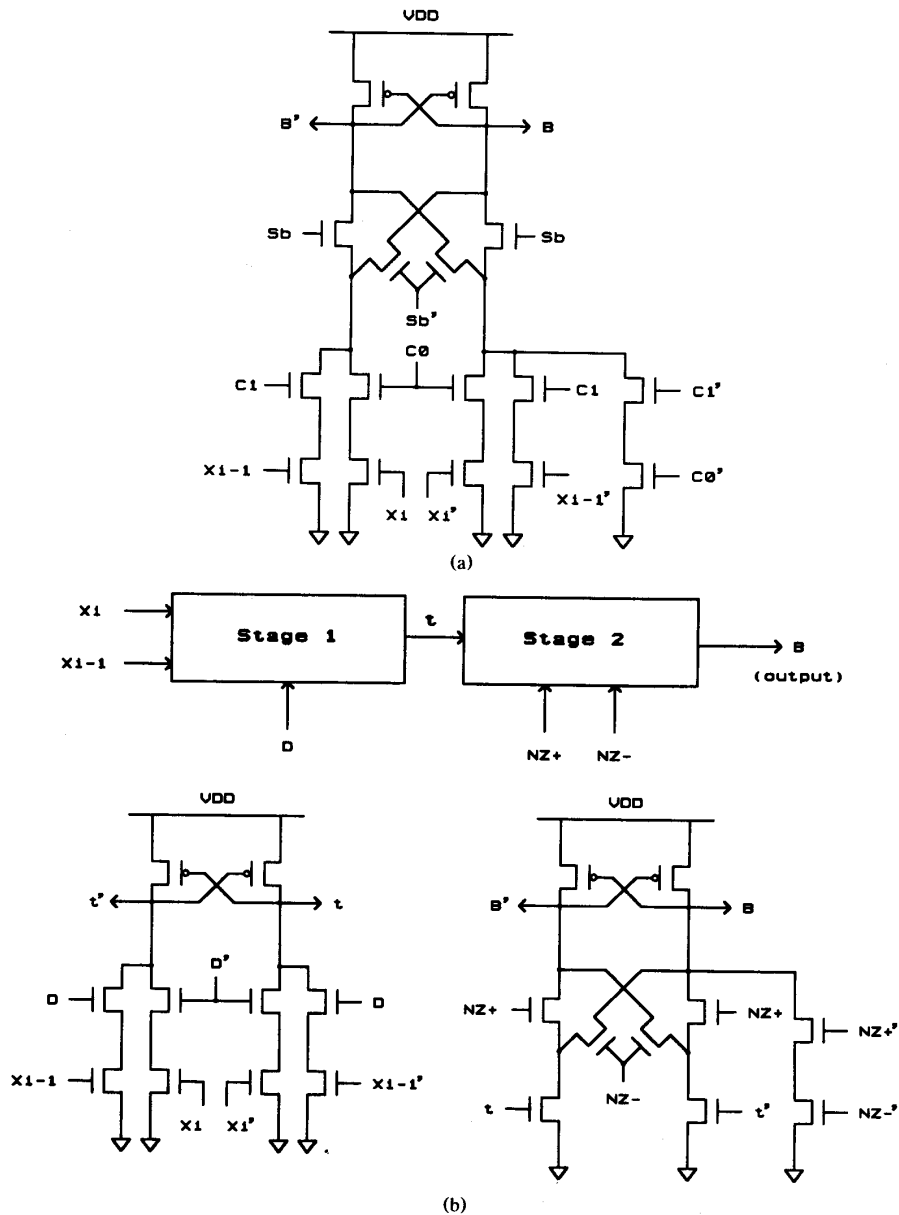 VDD
B' B
Sb Sb
Sb'
C0
C1 C1 C1'
Xi-1 Xi Xi' Xi-1' C0'
(a)
Xi
Xi-1
Stage 1
t
Stage 2
B
(output)
D
NZ+ NZ-
VDD
t' t
D'
D D
Xi-1 Xi Xi' Xi-1'
VDD
B' B
NZ+ NZ+ NZ+'
NZ-
t t' NZ-'
(b)